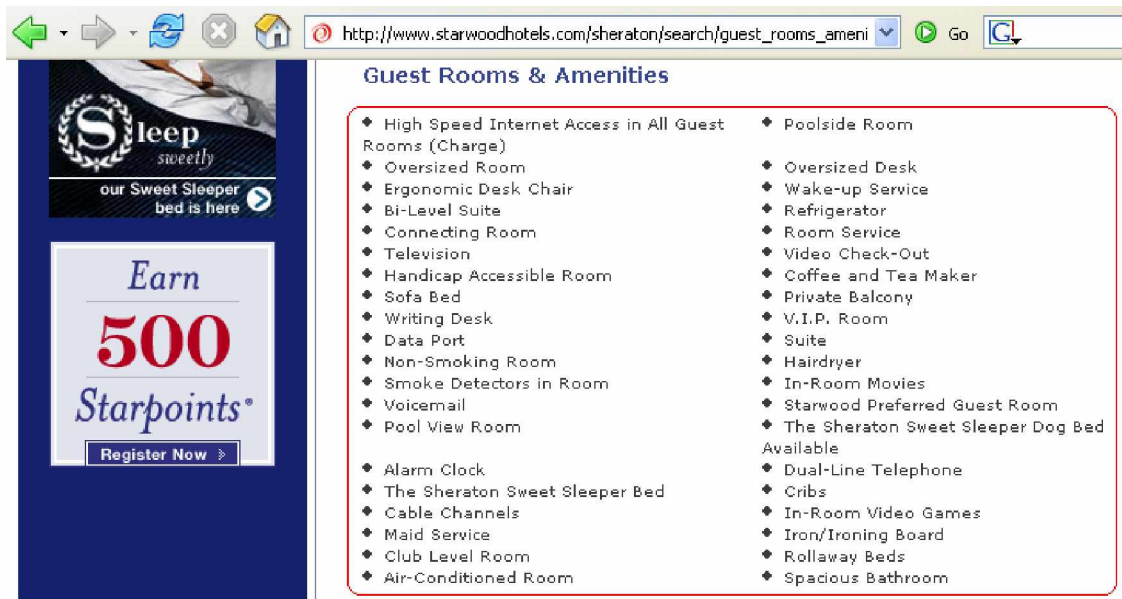 http://www.starwoodhotels.com/sheraton/search/guest_rooms_ameni
Go
G
Sleep
sweetly
our Sweet Sleeper
bed is here
Earn
500
Starpoints®
Register Now
Guest Rooms & Amenities
High Speed Internet Access in All Guest
Rooms (Charge)
Oversized Room
Ergonomic Desk Chair
Bi-Level Suite
Connecting Room
Television
Handicap Accessible Room
Sofa Bed
Writing Desk
Data Port
Non-Smoking Room
Smoke Detectors in Room
Voicemail
Pool View Room
Alarm Clock
The Sheraton Sweet Sleeper Bed
Cable Channels
Maid Service
Club Level Room
Air-Conditioned Room
Poolside Room
Oversized Desk
Wake-up Service
Refrigerator
Room Service
Video Check-Out
Coffee and Tea Maker
Private Balcony
V.I.P. Room
Suite
Hairdryer
In-Room Movies
Starwood Preferred Guest Room
The Sheraton Sweet Sleeper Dog Bed
Available
Dual-Line Telephone
Cribs
In-Room Video Games
Iron/Ironing Board
Rollaway Beds
Spacious Bathroom